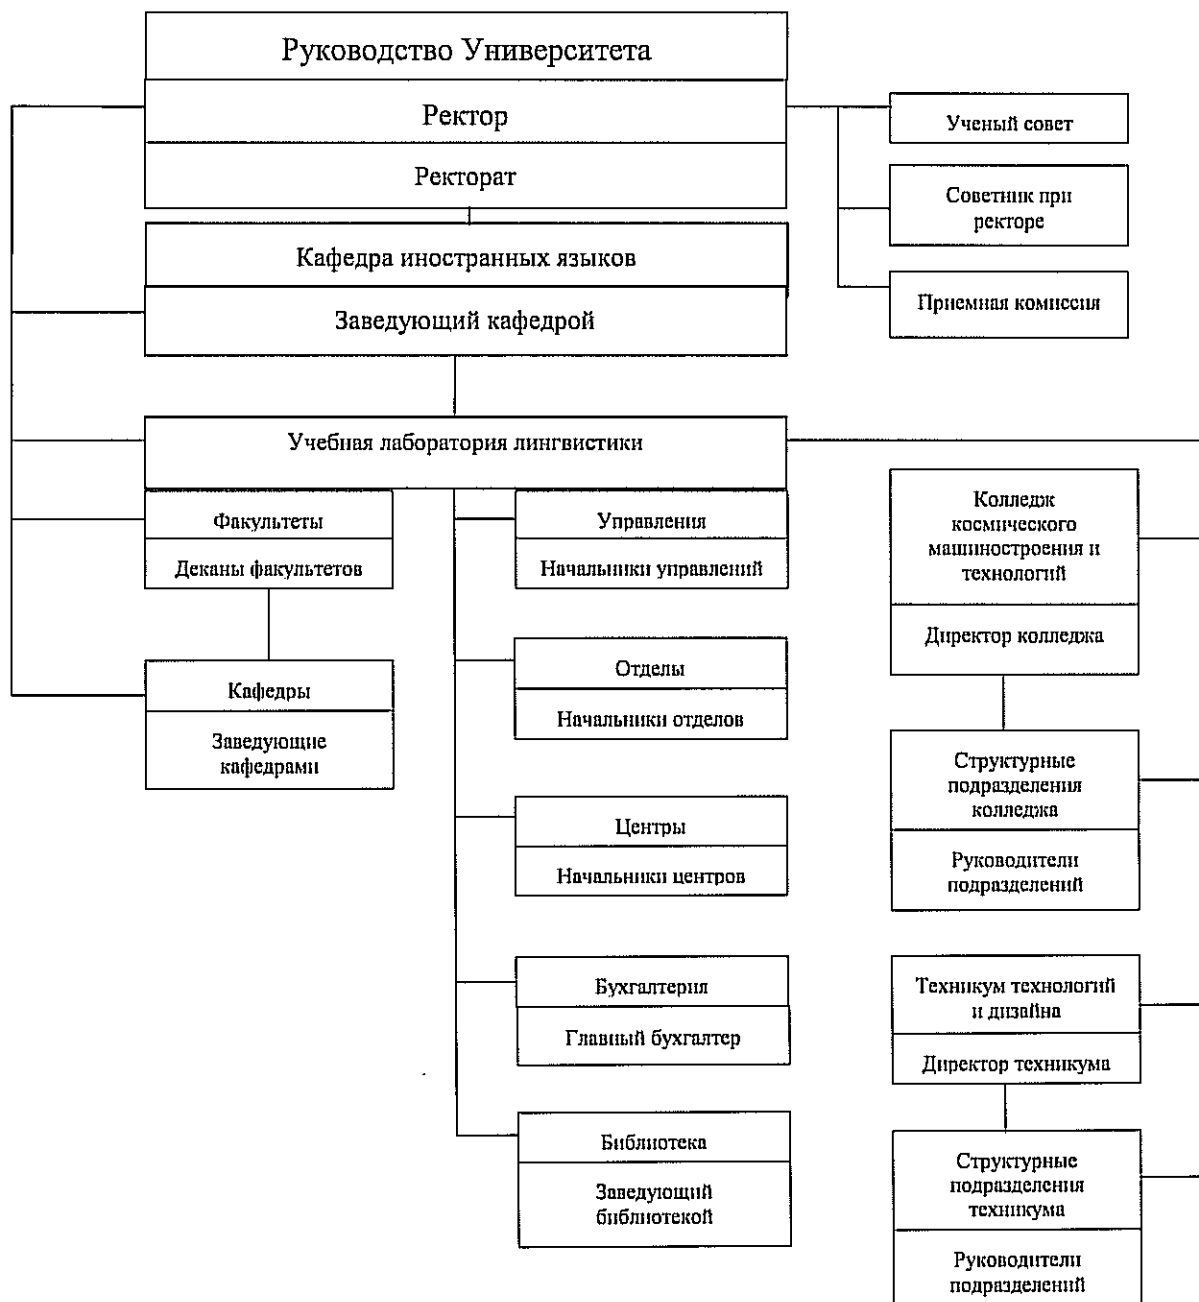 Руководство Университета
Ректор
Ректорат
Ученый совет
Советник при
ректоре
Приемная комиссия
Кафедра иностранных языков
Заведующий кафедрой
Учебная лаборатория лингвистики
Факультеты
Деканы факультетов
Кафедры
Заведующие
кафедрами
Управления
Начальники управлений
Отделы
Начальники отделов
Центры
Начальники центров
Бухгалтерия
Главный бухгалтер
Библиотека
Заведующий
библиотекой
Колледж
космического
машиностроения и
технологий
Директор колледжа
Структурные
подразделения
колледжа
Руководители
подразделений
Техникум технологий
и дизайна
Директор техникума
Структурные
подразделения
техникума
Руководители
подразделений